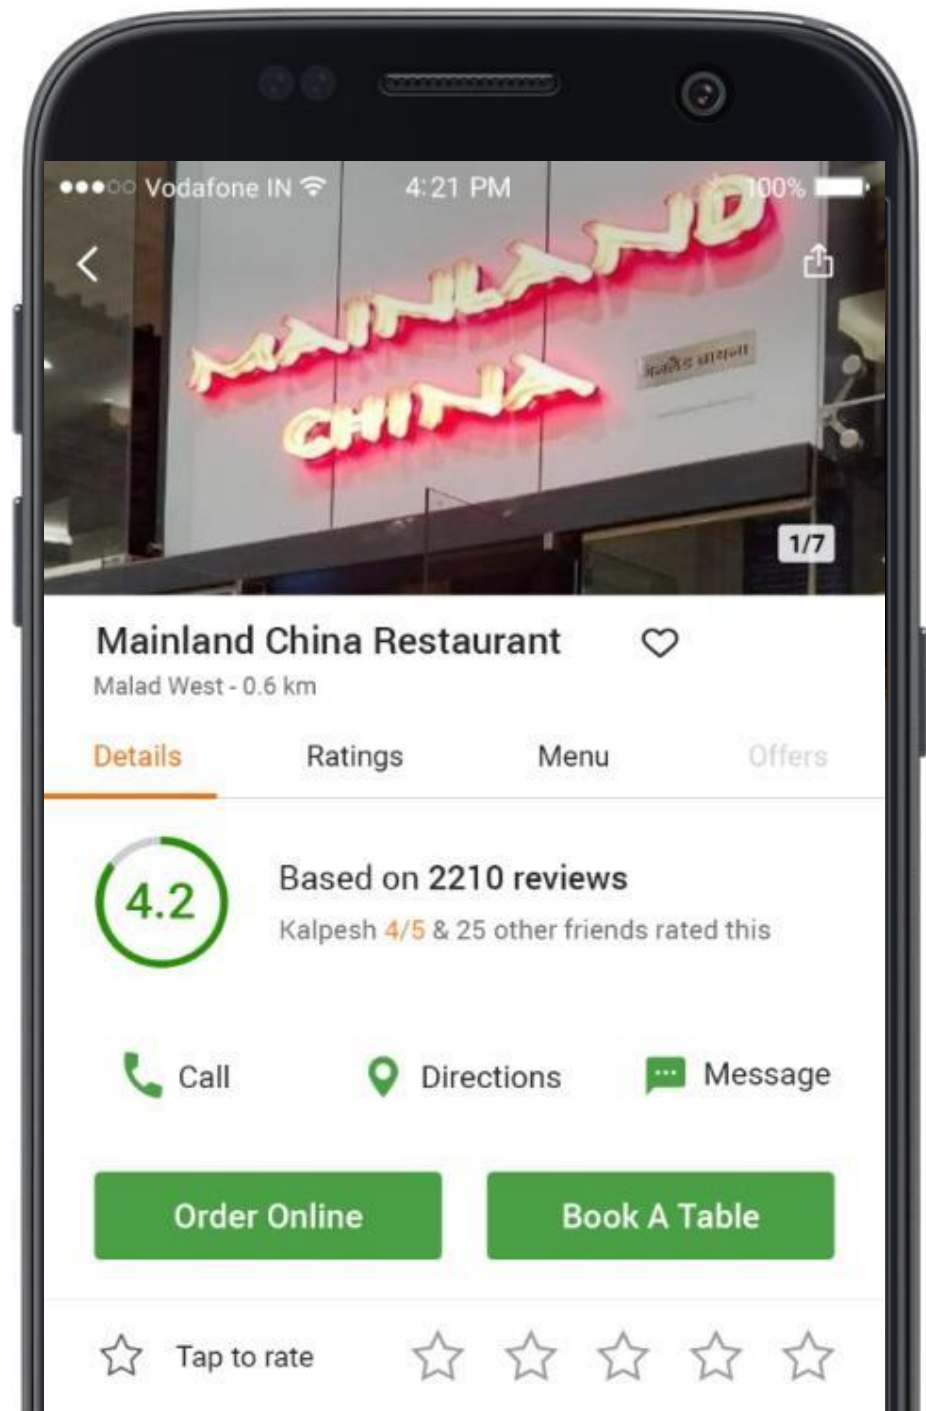 Vodafone IN 4:21 PM 100%
MAINLAND
CHINA
मेनलँड चायना
1/7
Mainland China Restaurant
Malad West - 0.6 km
Details Ratings Menu Offers
4.2
Based on 2210 reviews
Kalpesh 4/5 & 25 other friends rated this
Call Directions Message
Order Online Book A Table
Tap to rate